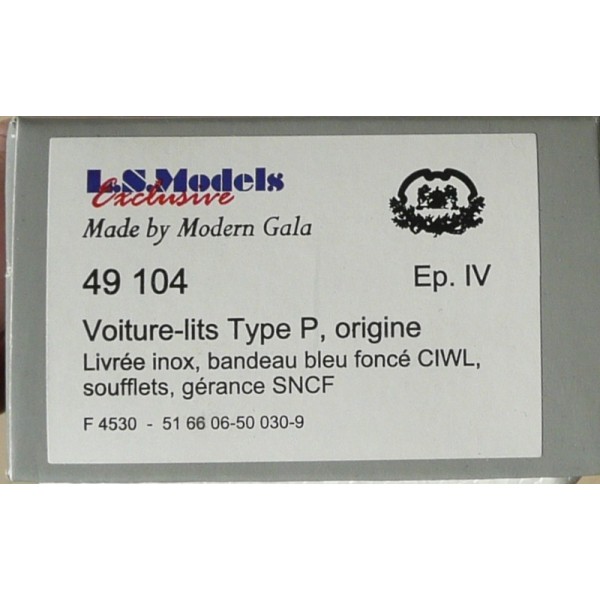 L.S.Models
Exclusive
Made by Modern Gala
49 104
Ep. IV
Voiture-lits Type P, origine
Livrée inox, bandeau bleu foncé CIWL,
soufflets, gérance SNCF
F 4530 - 51 66 06-50 030-9